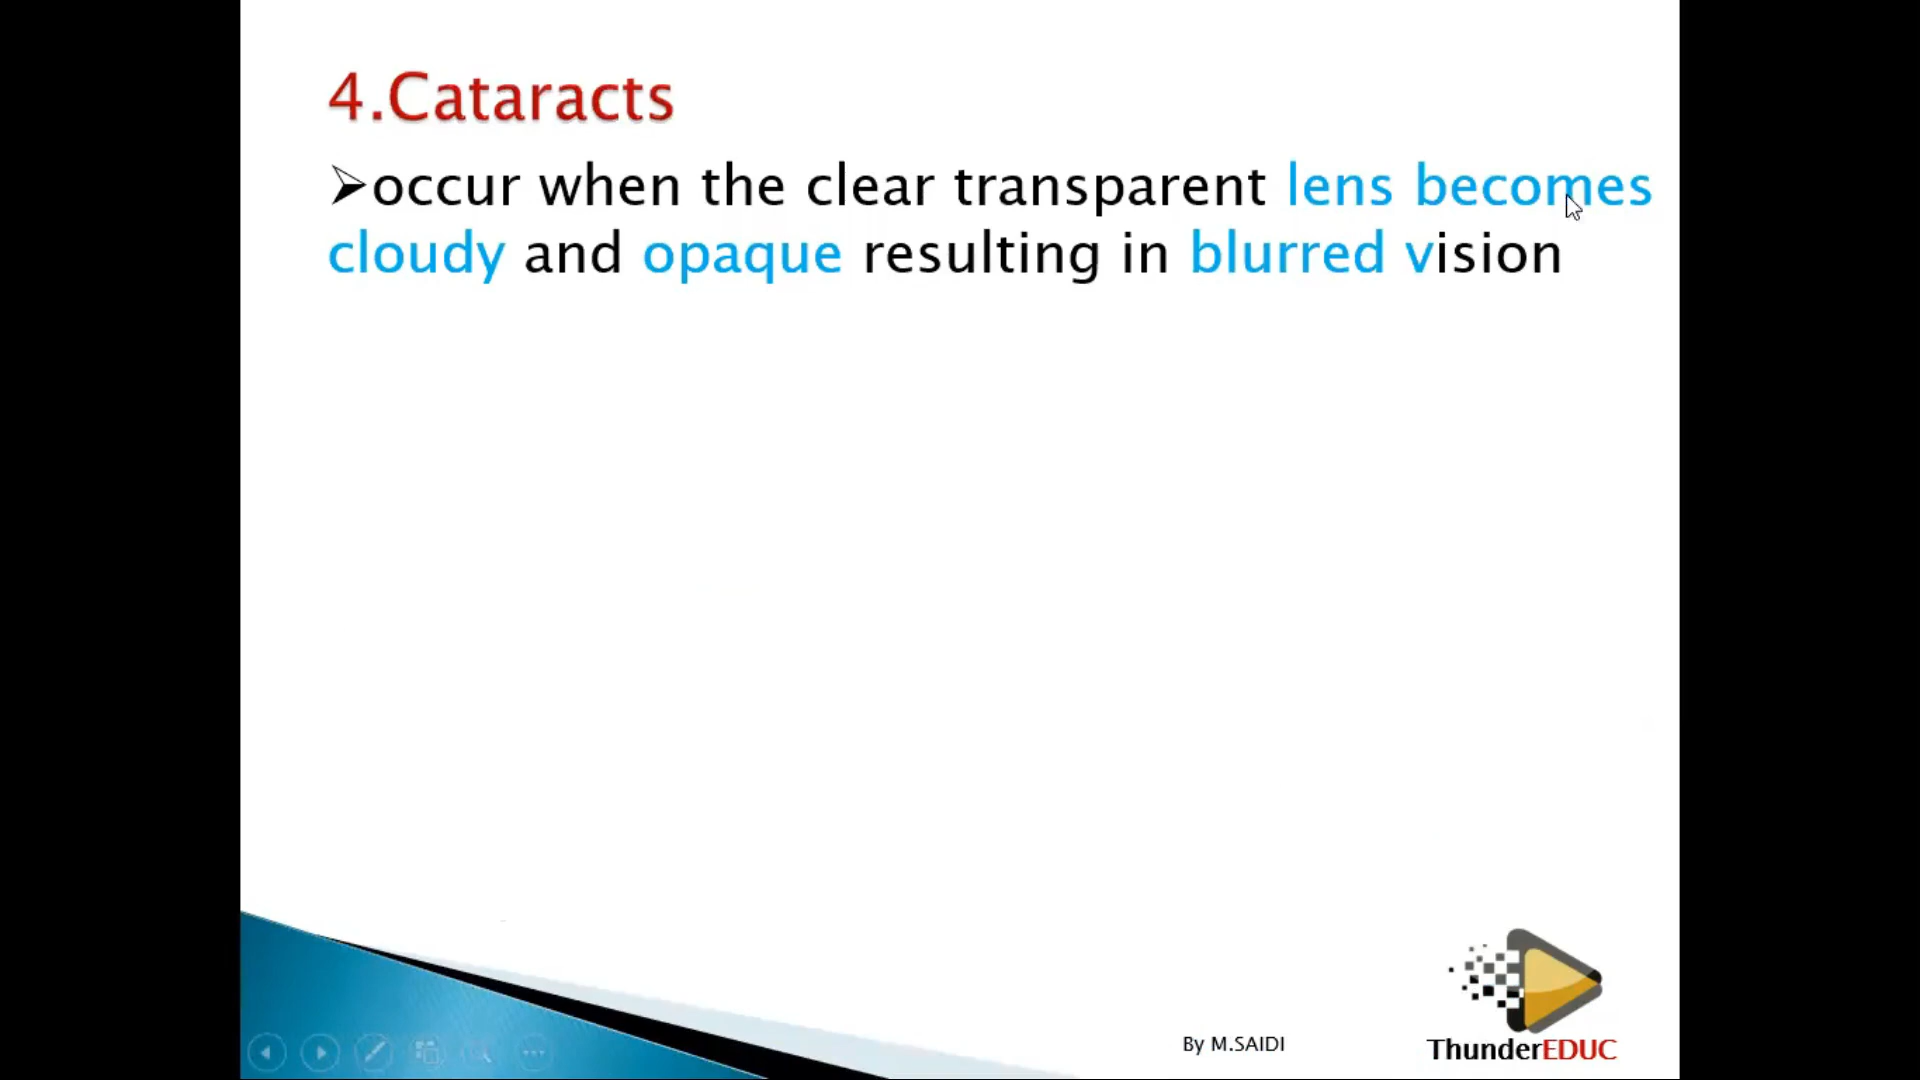 4.Cataracts
➢occur when the clear transparent lens becomes
cloudy and opaque resulting in blurred vision
By M.SAIDI
ThunderEDUC